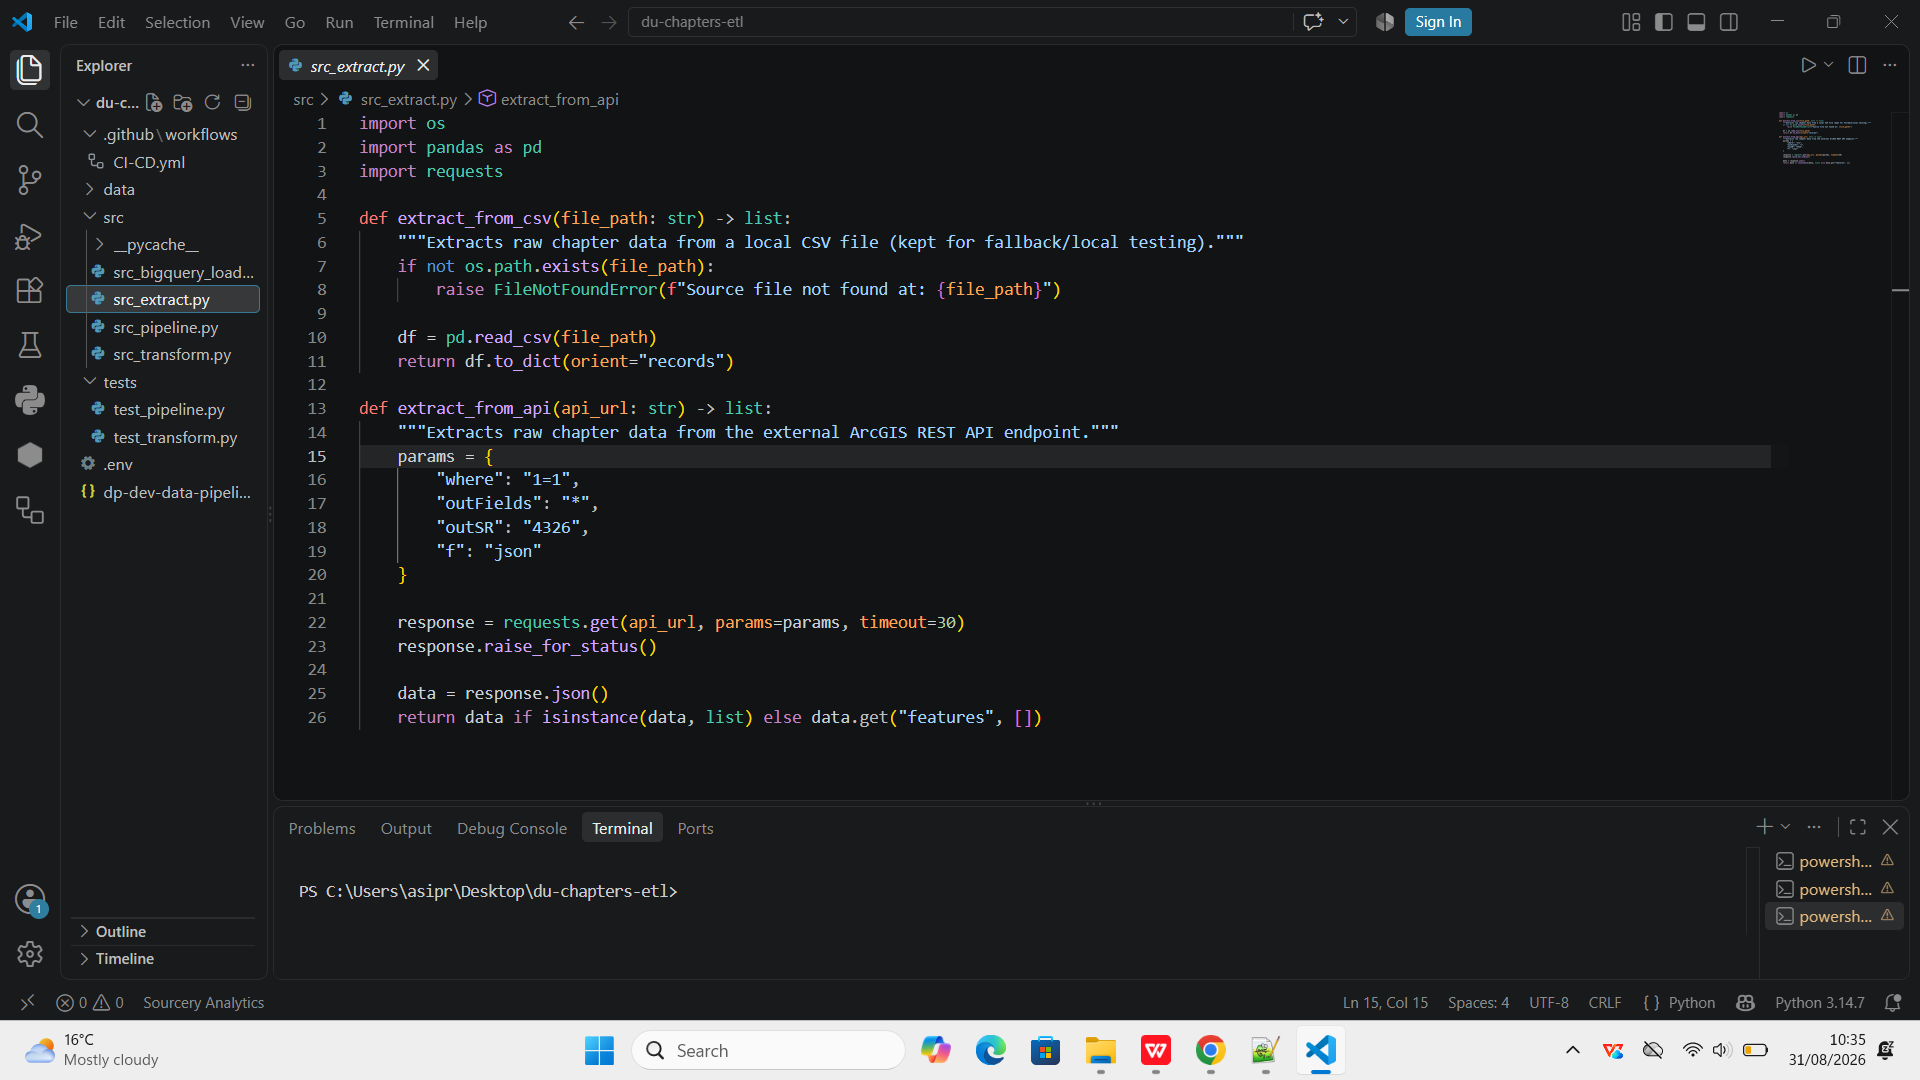 File Edit Selection View Go Run Terminal Help
du-chapters-etl
Sign In
Explorer
du-c...
.github\workflows
CI-CD.yml
data
src
__pycache__
src_bigquery_load...
src_extract.py
src_pipeline.py
src_transform.py
tests
test_pipeline.py
test_transform.py
.env
dp-dev-data-pipeli...
Outline
Timeline
src_extract.py
src > src_extract.py > extract_from_api
1 import os
2 import pandas as pd
3 import requests
4
5 def extract_from_csv(file_path: str) -> list:
6     """Extracts raw chapter data from a local CSV file (kept for fallback/local testing)."""
7     if not os.path.exists(file_path):
8         raise FileNotFoundError(f"Source file not found at: {file_path}")
9
10     df = pd.read_csv(file_path)
11     return df.to_dict(orient="records")
12
13 def extract_from_api(api_url: str) -> list:
14     """Extracts raw chapter data from the external ArcGIS REST API endpoint."""
15     params = {
16         "where": "1=1",
17         "outFields": "*",
18         "outSR": "4326",
19         "f": "json"
20     }
21
22     response = requests.get(api_url, params=params, timeout=30)
23     response.raise_for_status()
24
25     data = response.json()
26     return data if isinstance(data, list) else data.get("features", [])
Problems Output Debug Console Terminal Ports
PS C:\Users\asipr\Desktop\du-chapters-etl>
powersh...
powersh...
powersh...
1
0 0 Sourcery Analytics
Ln 15, Col 15 Spaces: 4 UTF-8 CRLF { } Python Python 3.14.7
16°C
Mostly cloudy
Search
10:35
31/08/2026